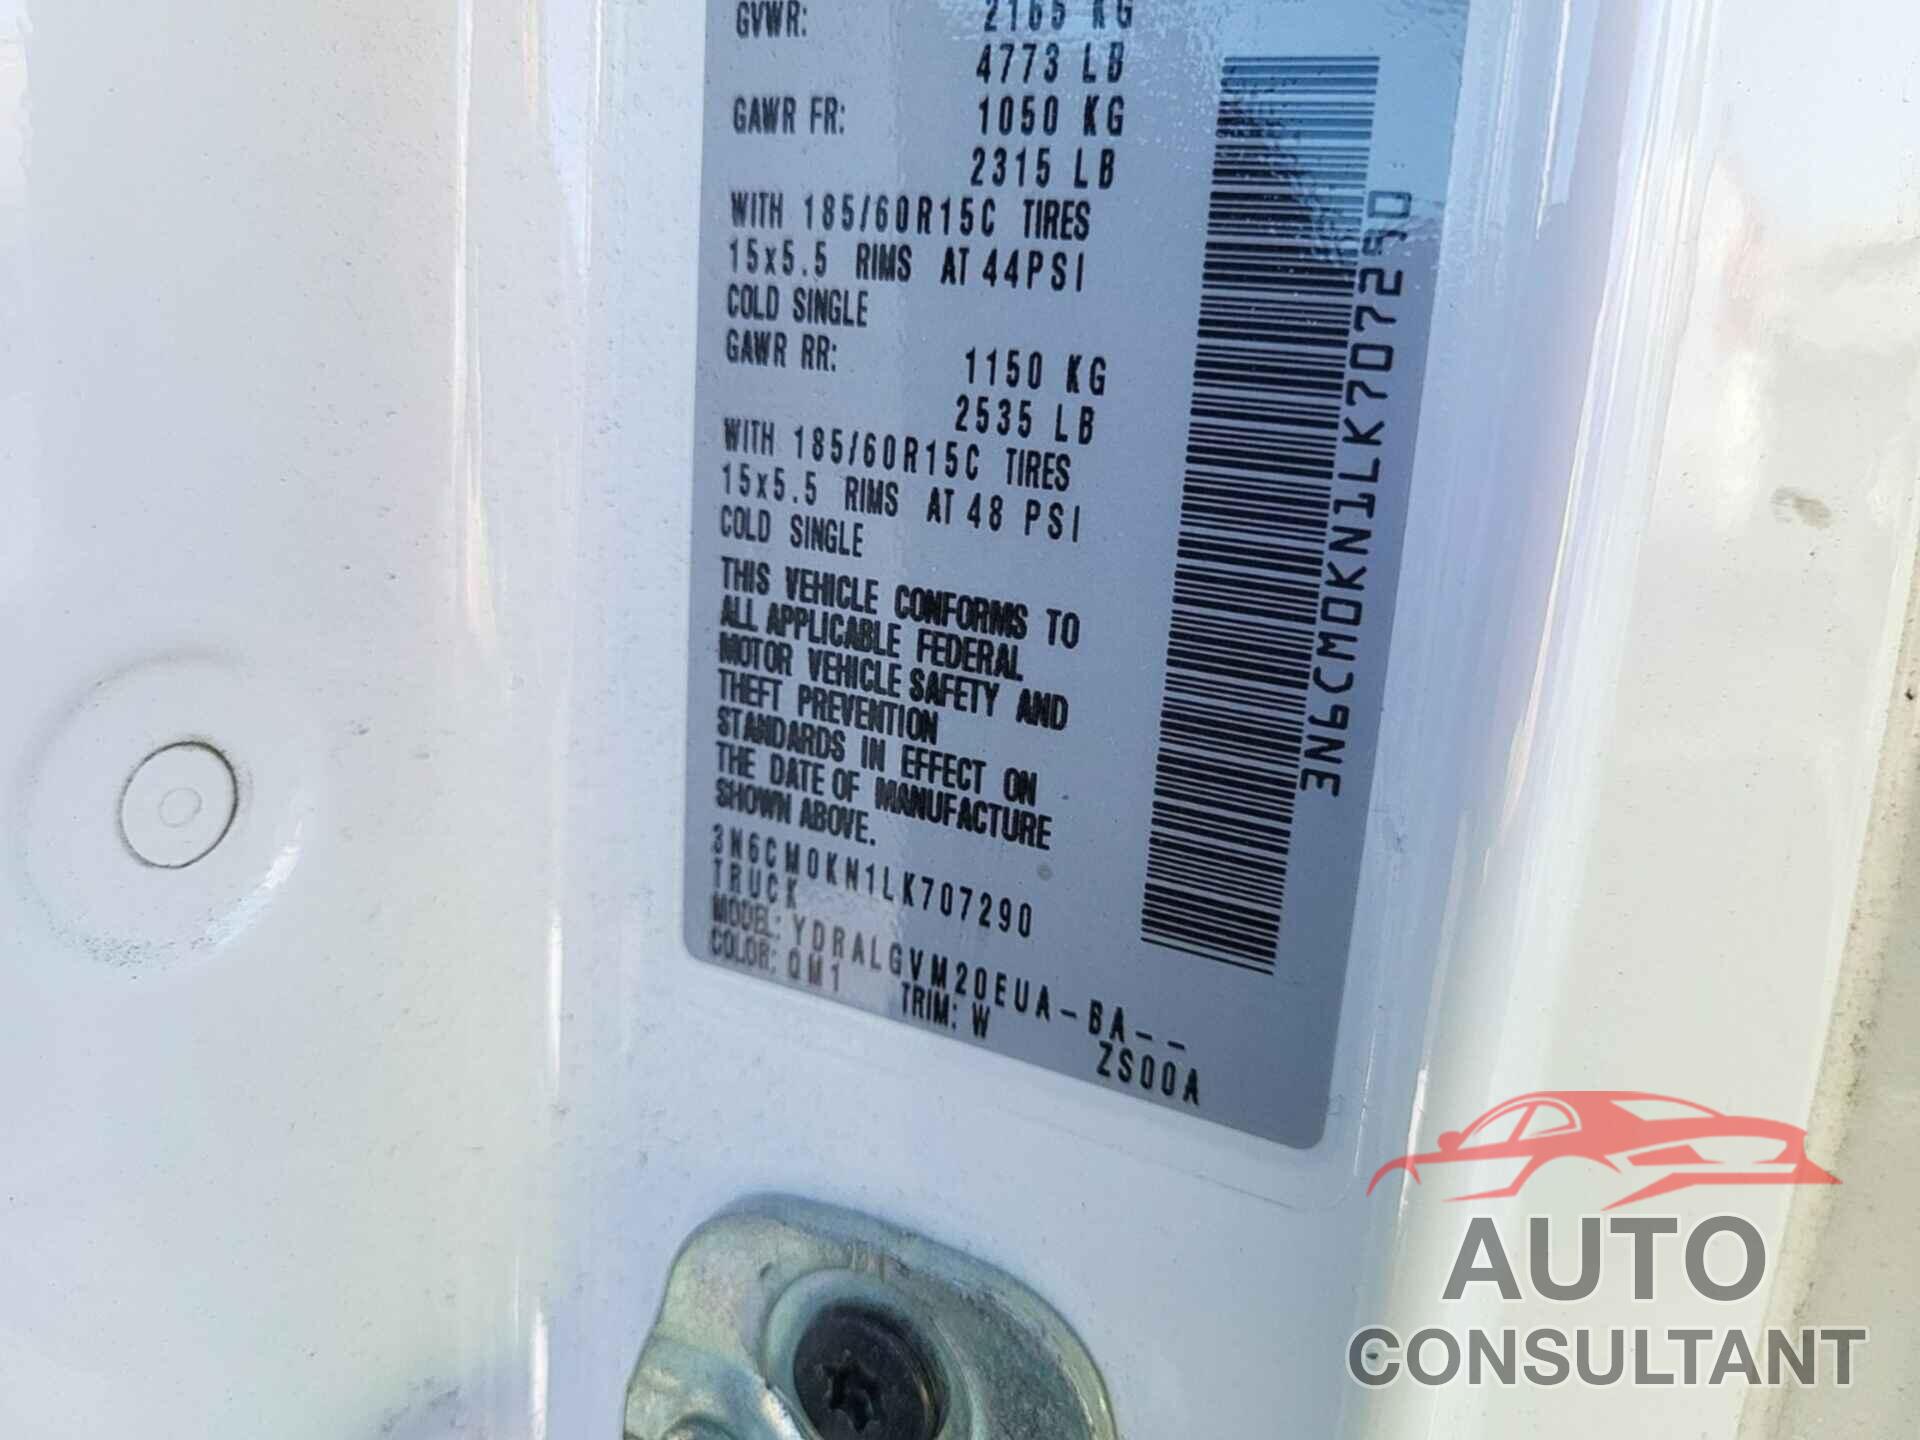 GVWR: 2165 KG
4773 LB
GAWR FR: 1050 KG
2315 LB
WITH 185/60R15C TIRES
15x5.5 RIMS AT 44PSI
COLD SINGLE
GAWR RR: 1150 KG
2535 LB
WITH 185/60R15C TIRES
15x5.5 RIMS AT 48 PSI
COLD SINGLE
THIS VEHICLE CONFORMS TO
ALL APPLICABLE FEDERAL
MOTOR VEHICLE SAFETY AND
THEFT PREVENTION
STANDARDS IN EFFECT ON
THE DATE OF MANUFACTURE
SHOWN ABOVE.
3N6CM0KN1LK707290
TRUCK
MODEL: YDRALGVM20EUA-BA--
COLOR: QM1 TRIM: W
ZS00A
3N6CM0KN1LK707290
AUTO
CONSULTANT